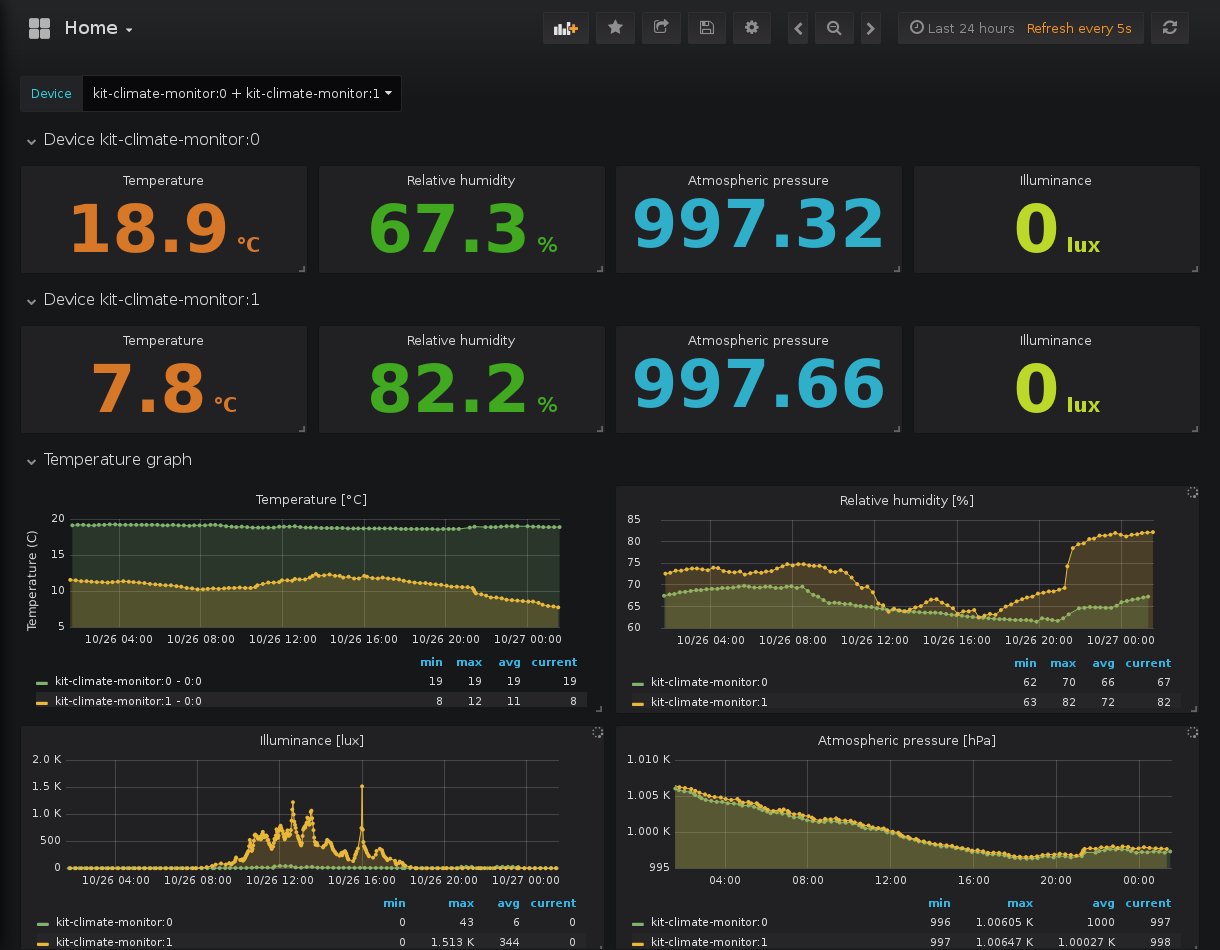 Home
Last 24 hours Refresh every 5s
Device kit-climate-monitor:0 + kit-climate-monitor:1
Device kit-climate-monitor:0
Temperature Relative humidity Atmospheric pressure Illuminance
18.9 °C 67.3 % 997.32 0 lux
Device kit-climate-monitor:1
Temperature Relative humidity Atmospheric pressure Illuminance
7.8 °C 82.2 % 997.66 0 lux
Temperature graph
Temperature [°C]
Temperature (C)
20
15
10
5
10/26 04:00 10/26 08:00 10/26 12:00 10/26 16:00 10/26 20:00 10/27 00:00
min max avg current
kit-climate-monitor:0 - 0:0 19 19 19 19
kit-climate-monitor:1 - 0:0 8 12 11 8
Relative humidity [%]
85
80
75
70
65
60
10/26 04:00 10/26 08:00 10/26 12:00 10/26 16:00 10/26 20:00 10/27 00:00
min max avg current
kit-climate-monitor:0 62 70 66 67
kit-climate-monitor:1 63 82 72 82
Illuminance [lux]
2.0 K
1.5 K
1.0 K
500
0
10/26 04:00 10/26 08:00 10/26 12:00 10/26 16:00 10/26 20:00 10/27 00:00
min max avg current
kit-climate-monitor:0 0 43 6 0
kit-climate-monitor:1 0 1.513 K 344 0
Atmospheric pressure [hPa]
1.010 K
1.005 K
1.000 K
995
04:00 08:00 12:00 16:00 20:00 00:00
min max avg current
kit-climate-monitor:0 996 1.00605 K 1000 997
kit-climate-monitor:1 997 1.00647 K 1.00027 K 998